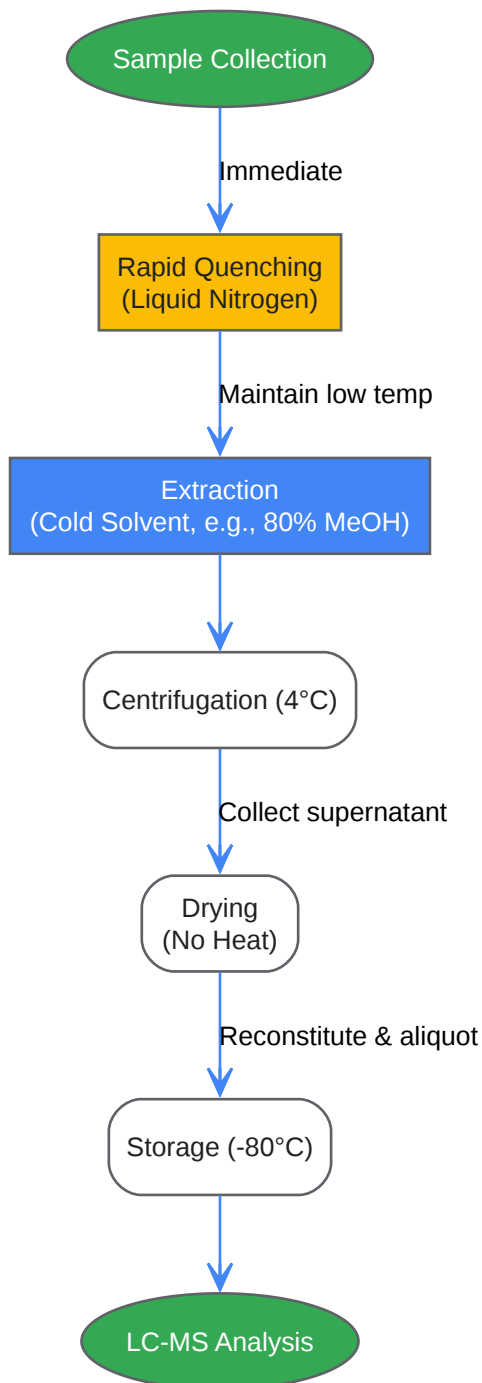 Sample Collection
Immediate
Rapid Quenching
(Liquid Nitrogen)
Maintain low temp
Extraction
(Cold Solvent, e.g., 80% MeOH)
Centrifugation (4°C)
Collect supernatant
Drying
(No Heat)
Reconstitute & aliquot
Storage (-80°C)
LC-MS Analysis